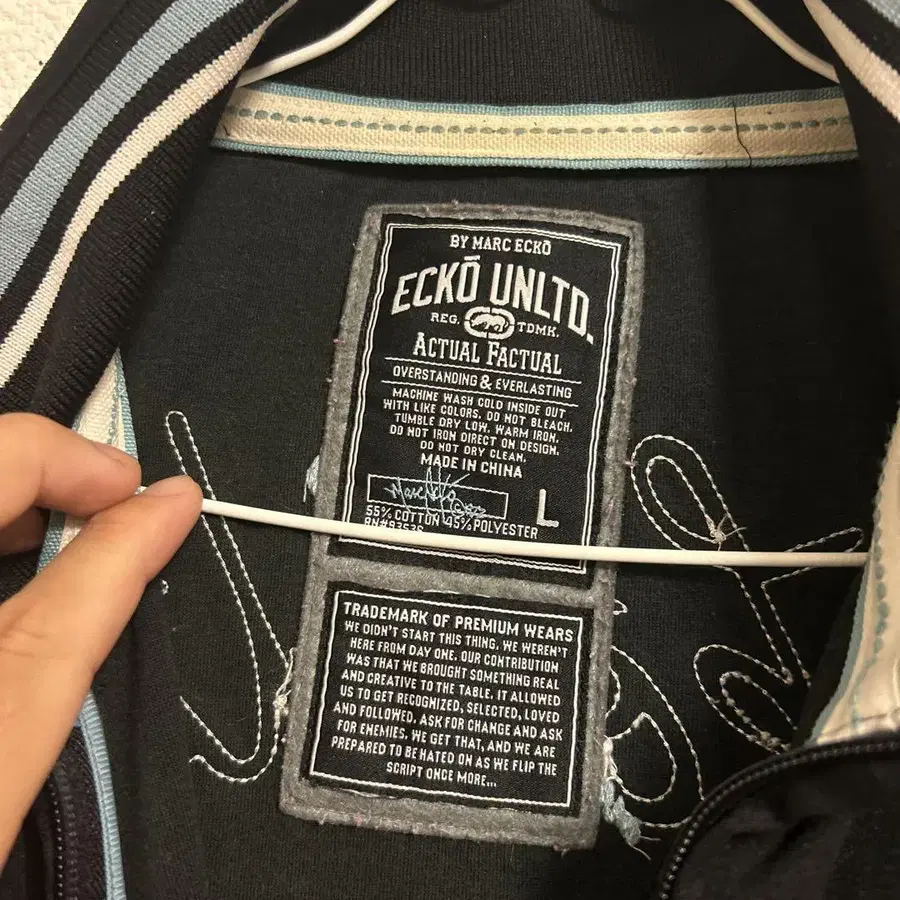 BY MARC ECKŌ
ECKŌ UNLTD.
REG. TDMK.
ACTUAL FACTUAL
OVERSTANDING & EVERLASTING
MACHINE WASH COLD INSIDE OUT
WITH LIKE COLORS. DO NOT BLEACH.
TUMBLE DRY LOW. WARM IRON.
DO NOT IRON DIRECT ON DESIGN.
DO NOT DRY CLEAN.
MADE IN CHINA
L
55% COTTON 45% POLYESTER
TRADEMARK OF PREMIUM WEARS
WE DIDN'T START THIS THING. WE WEREN'T
HERE FROM DAY ONE. OUR CONTRIBUTION
WAS THAT WE BROUGHT SOMETHING REAL
AND CREATIVE TO THE TABLE. IT ALLOWED
US TO GET RECOGNIZED, SELECTED, LOVED
AND FOLLOWED. ASK FOR CHANGE AND ASK
FOR ENEMIES. WE GET THAT, AND WE ARE
PREPARED TO BE HATED ON AS WE FLIP THE
SCRIPT ONCE MORE...